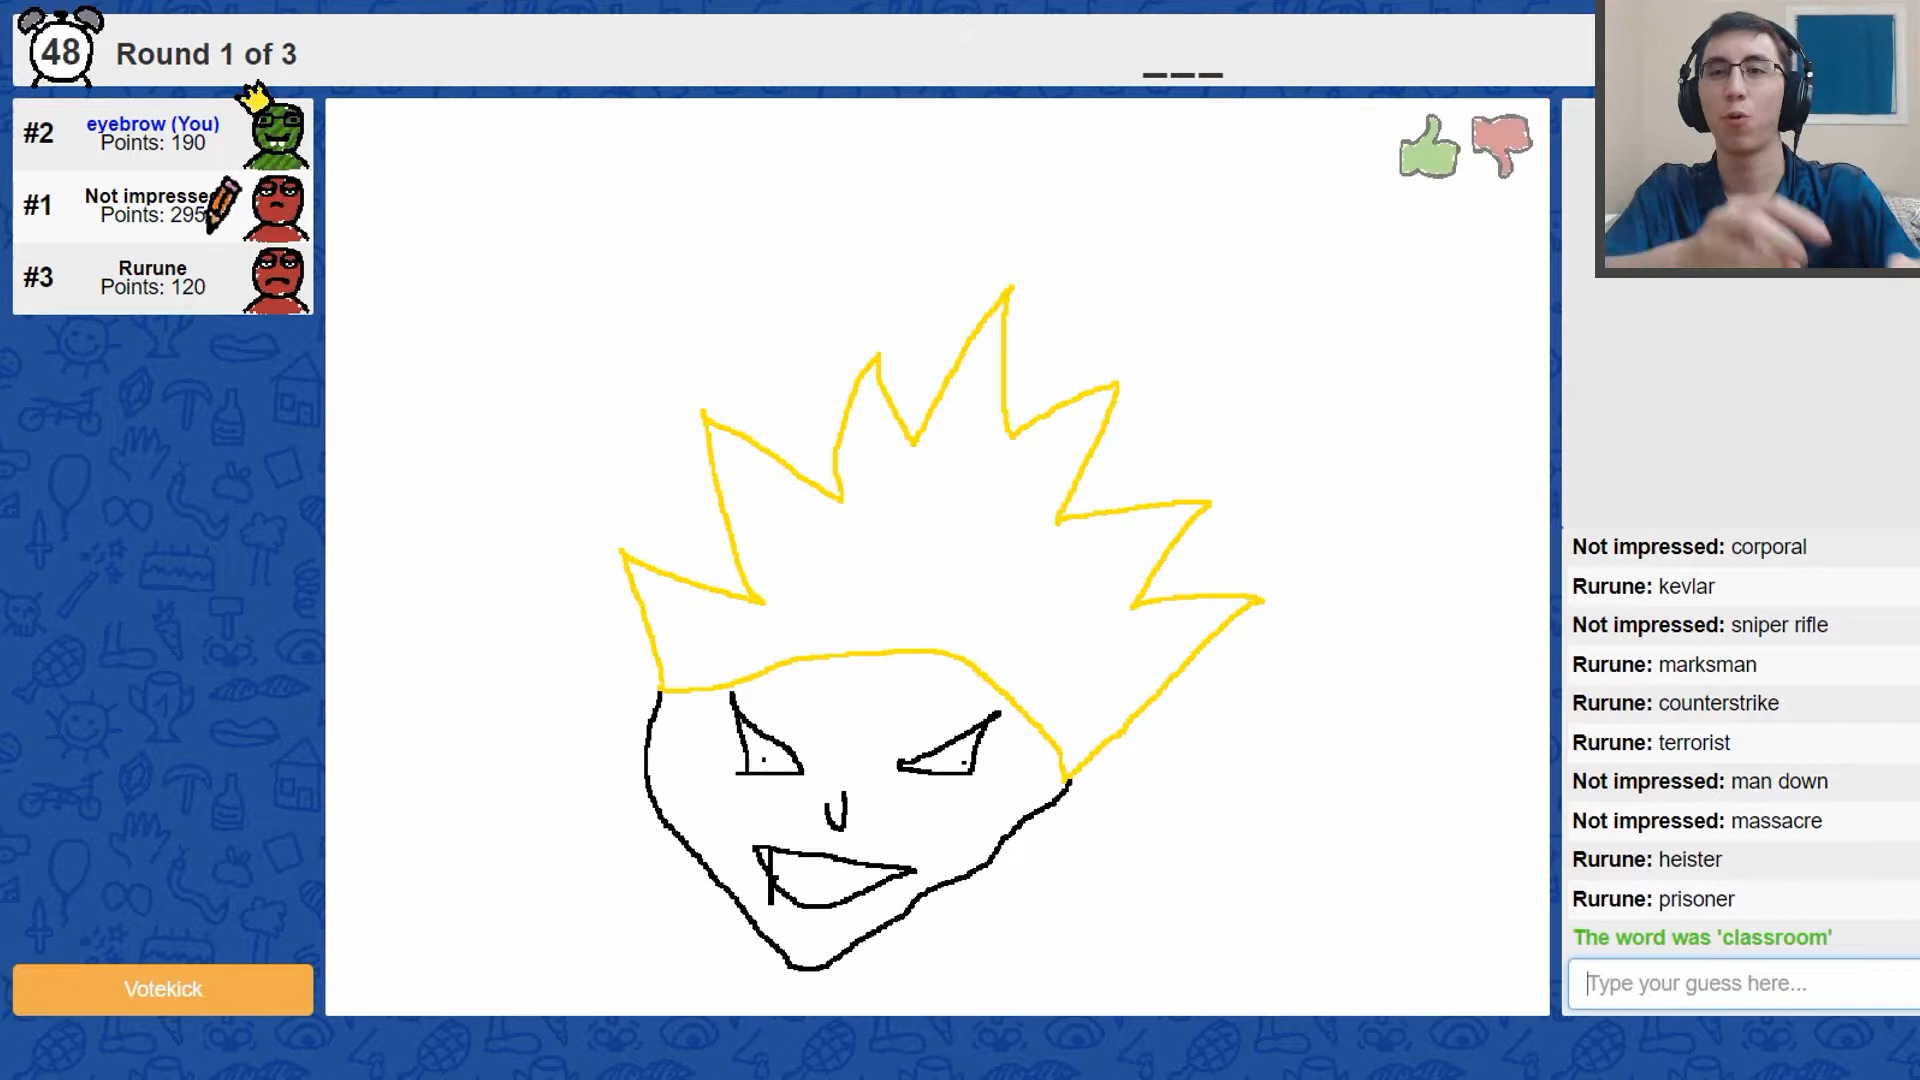 48
Round 1 of 3
___
#2
eyebrow (You)
Points: 190
#1
Not impresse
Points: 295
#3
Rurune
Points: 120
Not impressed: corporal
Rurune: kevlar
Not impressed: sniper rifle
Rurune: marksman
Rurune: counterstrike
Rurune: terrorist
Not impressed: man down
Not impressed: massacre
Rurune: heister
Rurune: prisoner
The word was 'classroom'
Type your guess here...
Votekick